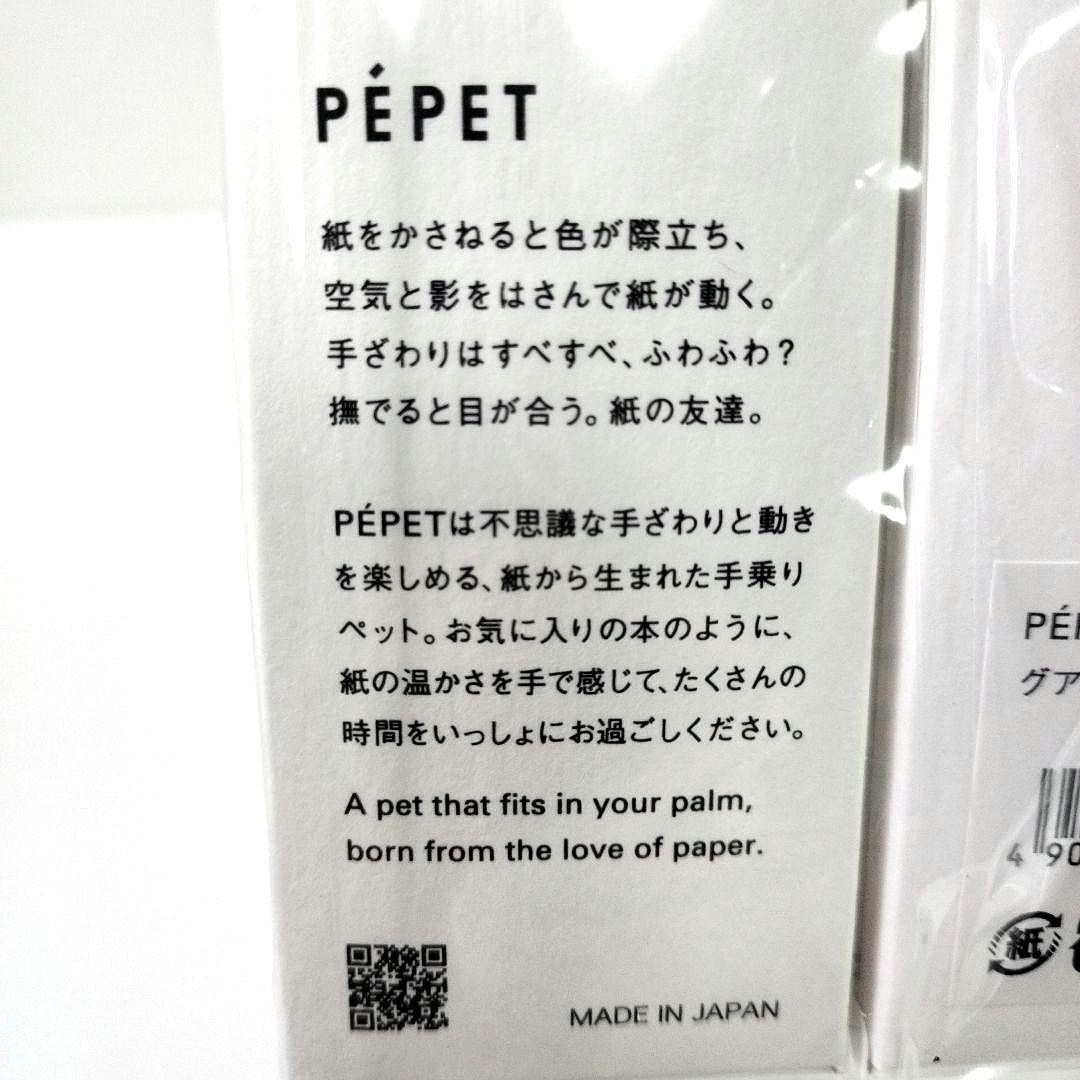 PÉPET
紙をかさねると色が際立ち、
空気と影をはさんで紙が動く。
手ざわりはすべすべ、ふわふわ?
撫でると目が合う。紙の友達。
PÉPETは不思議な手ざわりと動き
を楽しめる、紙から生まれた手乗り
ペット。お気に入りの本のように、
紙の温かさを手で感じて、たくさんの
時間をいっしょにお過ごしください。
A pet that fits in your palm,
born from the love of paper.
MADE IN JAPAN
グア
4 90
紙